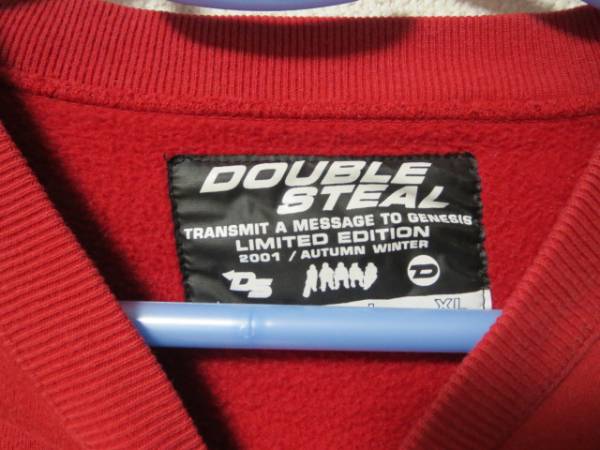 DOUBLE
STEAL
TRANSMIT A MESSAGE TO GENESIS
LIMITED EDITION
2001 / AUTUMN WINTER
DS
D
XL